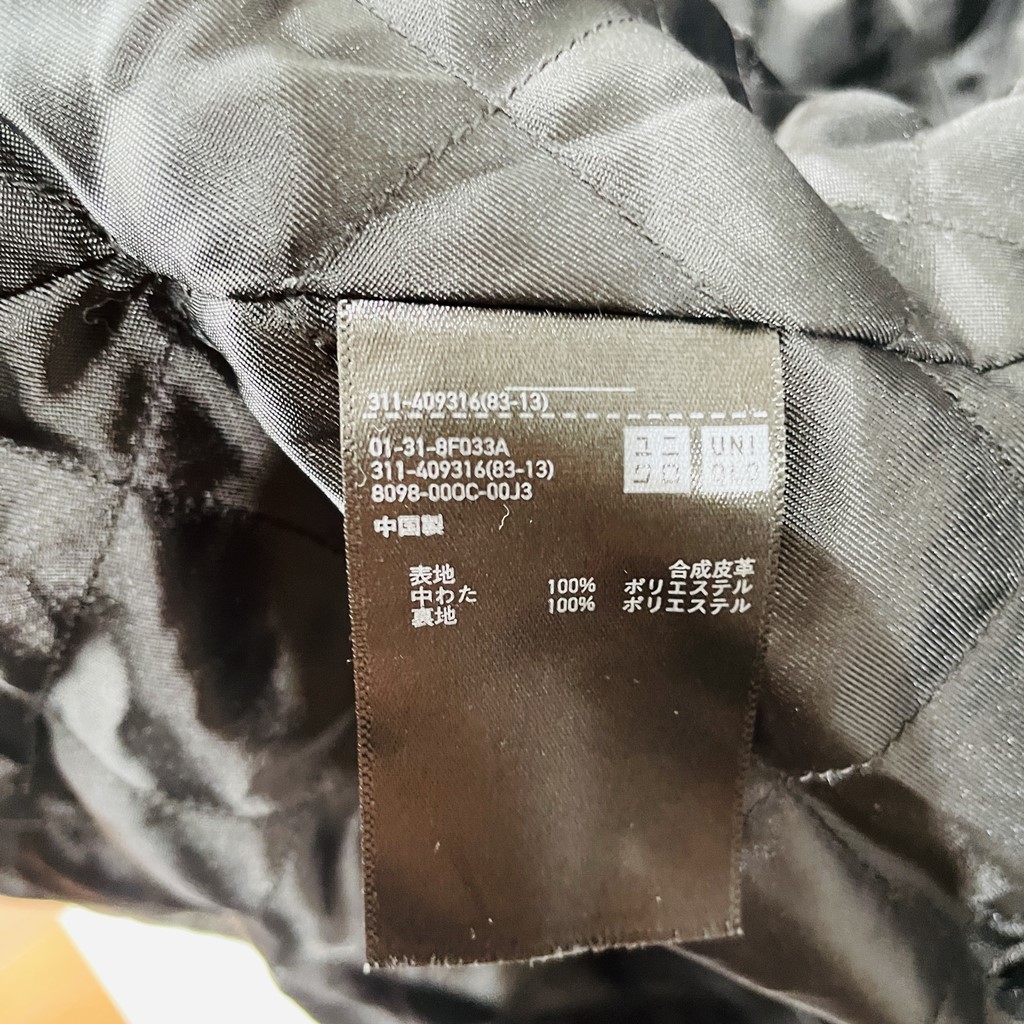 311-409316(83-13)
01-31-8F033A
311-409316(83-13)
8098-000C-00J3
ユニ
クロ
UNI
QLO
中国製
表地 合成皮革
中わた 100% ポリエステル
裏地 100% ポリエステル